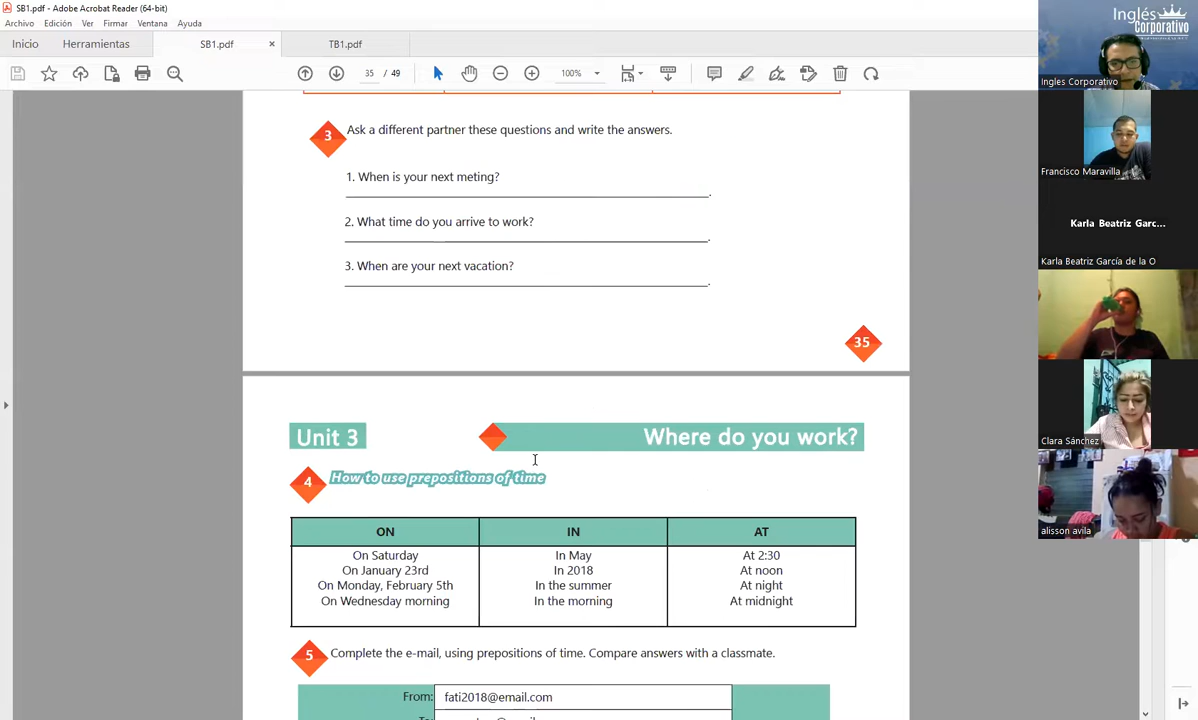 SB1.pdf - Adobe Acrobat Reader (64-bit)
Archivo Edición Ver Firmar Ventana Ayuda
Inicio Herramientas SB1.pdf × TB1.pdf
35 / 49 100%
3 Ask a different partner these questions and write the answers.
1. When is your next meting?
2. What time do you arrive to work?
3. When are your next vacation?
35
Unit 3 Where do you work?
4 How to use prepositions of time
ON IN AT
On Saturday In May At 2:30
On January 23rd In 2018 At noon
On Monday, February 5th In the summer At night
On Wednesday morning In the morning At midnight
5 Complete the e-mail, using prepositions of time. Compare answers with a classmate.
From: fati2018@email.com
Inglés
Corporativo
Ingles Corporativo
Francisco Maravilla
Karla Beatriz Garc...
Karla Beatriz García de la O
Clara Sánchez
alisson avila